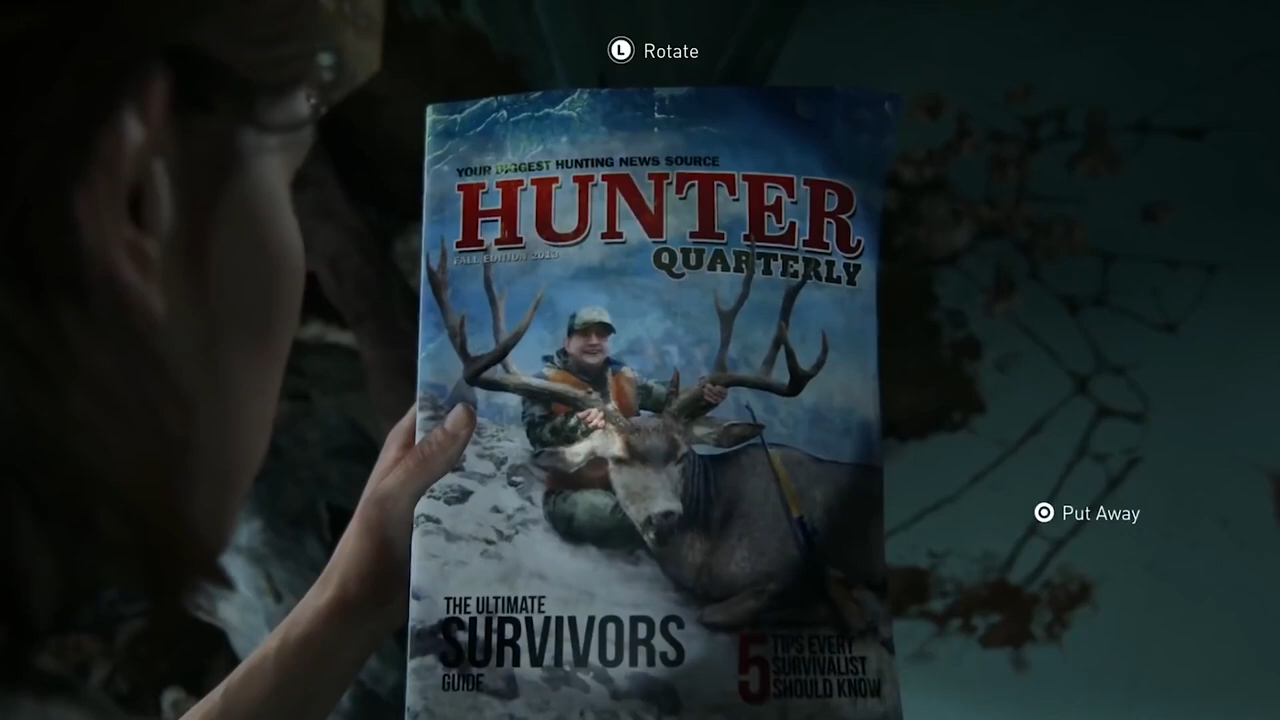 L Rotate
YOUR BIGGEST HUNTING NEWS SOURCE
HUNTER
FALL EDITION 2013
QUARTERLY
Put Away
THE ULTIMATE
SURVIVORS
GUIDE
5 TIPS EVERY
SURVIVALIST
SHOULD KNOW